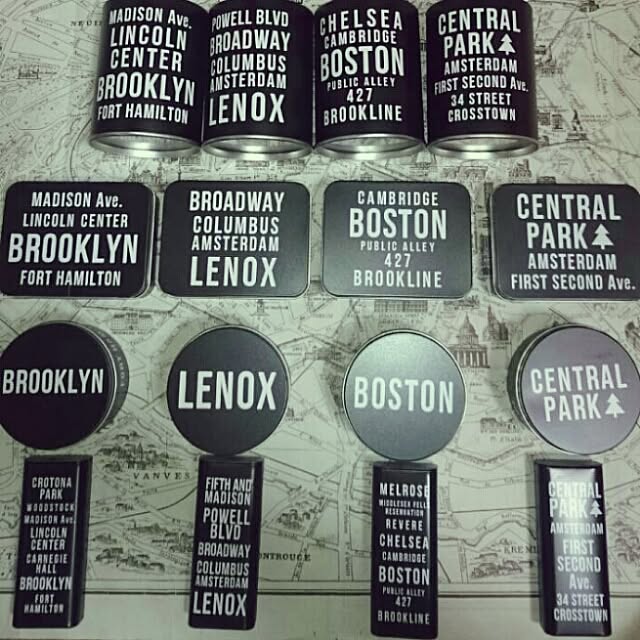 MADISON Ave.
LINCOLN
CENTER
BROOKLYN
FORT HAMILTON
POWELL BLVD
BROADWAY
COLUMBUS
AMSTERDAM
LENOX
CHELSEA
CAMBRIDGE
BOSTON
PUBLIC ALLEY
427
BROOKLINE
CENTRAL
PARK
AMSTERDAM
FIRST SECOND Ave.
34 STREET
CROSSTOWN
MADISON Ave.
LINCOLN CENTER
BROOKLYN
FORT HAMILTON
BROADWAY
COLUMBUS
AMSTERDAM
LENOX
CAMBRIDGE
BOSTON
PUBLIC ALLEY
427
BROOKLINE
CENTRAL
PARK
AMSTERDAM
FIRST SECOND Ave.
BROOKLYN
LENOX
BOSTON
CENTRAL
PARK
CROTONA
PARK
WOODSTOCK
MADISON Ave.
LINCOLN
CENTER
CARNEGIE
HALL
BROOKLYN
FORT
HAMILTON
FIFTH AND
MADISON
POWELL
BLVD
BROADWAY
COLUMBUS
AMSTERDAM
LENOX
MELROSE
MIDDLESEX FELL
RESERVATION
REVERE
CHELSEA
CAMBRIDGE
BOSTON
PUBLIC ALLEY
427
BROOKLINE
CENTRAL
PARK
AMSTERDAM
FIRST
SECOND
Ave.
34 STREET
CROSSTOWN
VANVES
NTROUGE